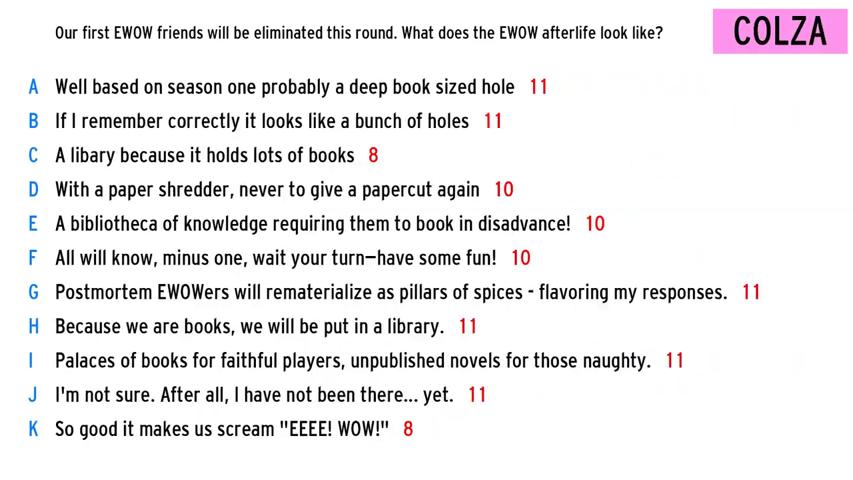 Our first EWOW friends will be eliminated this round. What does the EWOW afterlife look like?
COLZA
A Well based on season one probably a deep book sized hole 11
B If I remember correctly it looks like a bunch of holes 11
C A libary because it holds lots of books 8
D With a paper shredder, never to give a papercut again 10
E A bibliotheca of knowledge requiring them to book in disadvance! 10
F All will know, minus one, wait your turn—have some fun! 10
G Postmortem EWOWers will rematerialize as pillars of spices - flavoring my responses. 11
H Because we are books, we will be put in a library. 11
I Palaces of books for faithful players, unpublished novels for those naughty. 11
J I'm not sure. After all, I have not been there... yet. 11
K So good it makes us scream "EEEE! WOW!" 8